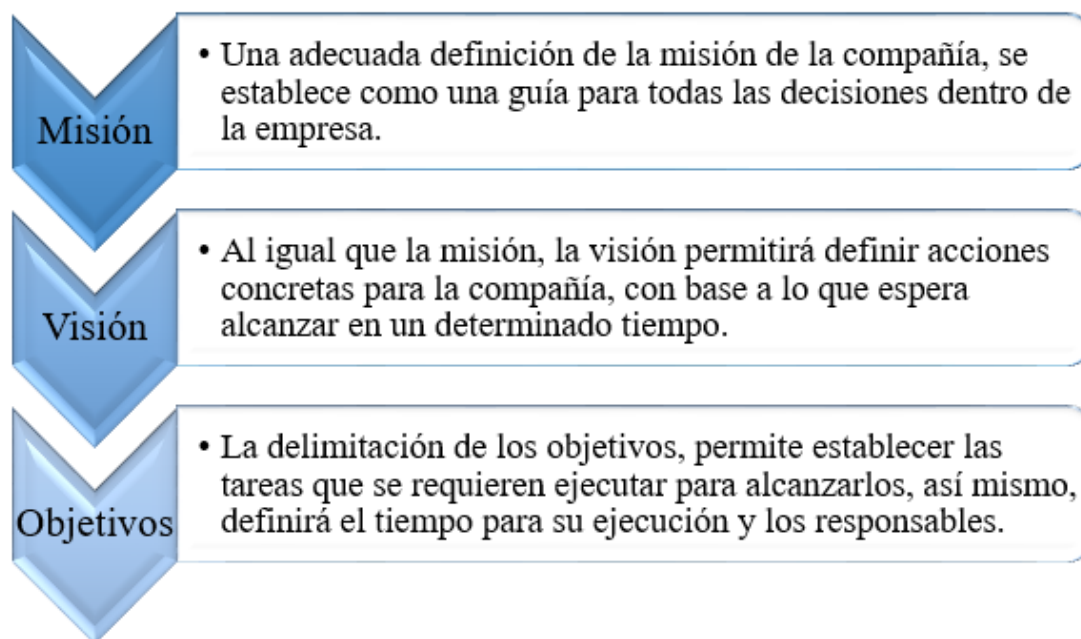 Misión
• Una adecuada definición de la misión de la compañía, se
establece como una guía para todas las decisiones dentro de
la empresa.
Visión
• Al igual que la misión, la visión permitirá definir acciones
concretas para la compañía, con base a lo que espera
alcanzar en un determinado tiempo.
Objetivos
• La delimitación de los objetivos, permite establecer las
tareas que se requieren ejecutar para alcanzarlos, así mismo,
definirá el tiempo para su ejecución y los responsables.